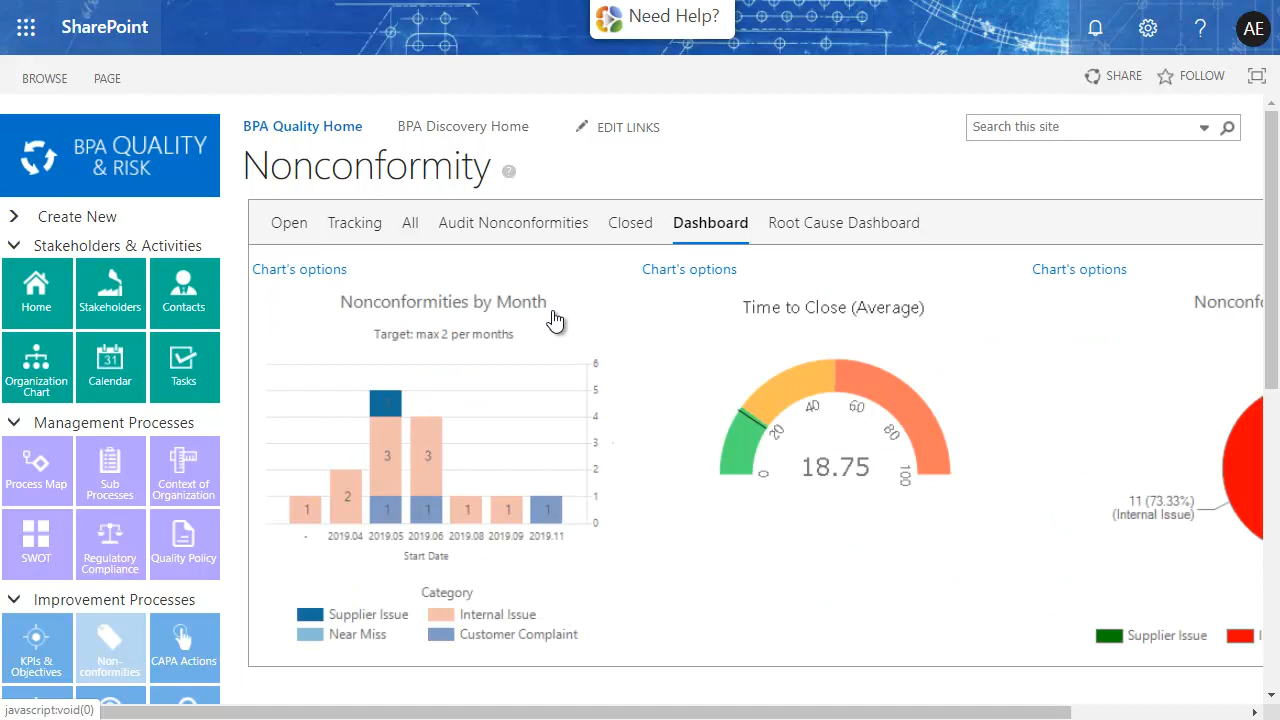 SharePoint
Need Help?
AE
BROWSE
PAGE
SHARE
FOLLOW
BPA QUALITY
& RISK
BPA Quality Home
BPA Discovery Home
EDIT LINKS
Search this site
Nonconformity
?
Create New
Stakeholders & Activities
Home
Stakeholders
Contacts
Organization
Chart
31
Calendar
Tasks
Management Processes
Process Map
Sub
Processes
Context of
Organization
SWOT
Regulatory
Compliance
Quality Policy
Improvement Processes
KPIs &
Objectives
Non-
conformities
CAPA Actions
Open
Tracking
All
Audit Nonconformities
Closed
Dashboard
Root Cause Dashboard
Chart's options
Nonconformities by Month
Target: max 2 per months
6
5
4
3
2
1
0
1
2
1
3
1
3
1
1
1
1
-
2019.04
2019.05
2019.06
2019.08
2019.09
2019.11
Start Date
Category
Supplier Issue
Internal Issue
Near Miss
Customer Complaint
Chart's options
Time to Close (Average)
0
20
40
60
80
100
18.75
Chart's options
Nonconf
11 (73.33%)
(Internal Issue)
Supplier Issue
I
javascript:void(0)